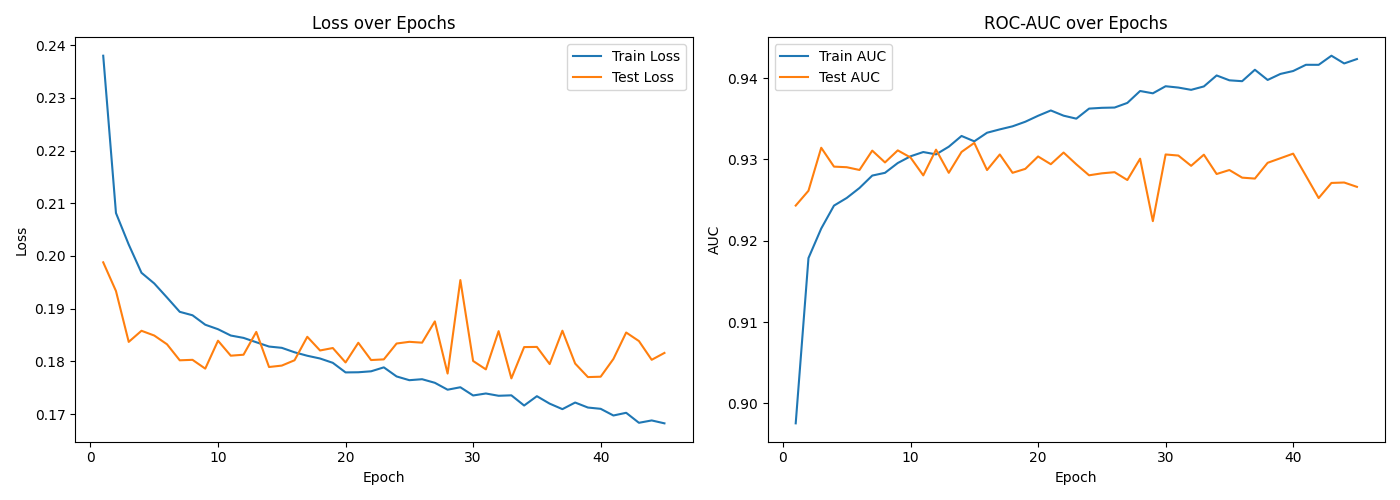 Loss over Epochs
0.24
0.23
0.22
0.21
0.20
0.19
0.18
0.17
Loss
Train Loss
Test Loss
0 10 20 30 40
Epoch
ROC-AUC over Epochs
0.94
0.93
0.92
0.91
0.90
AUC
Train AUC
Test AUC
0 10 20 30 40
Epoch